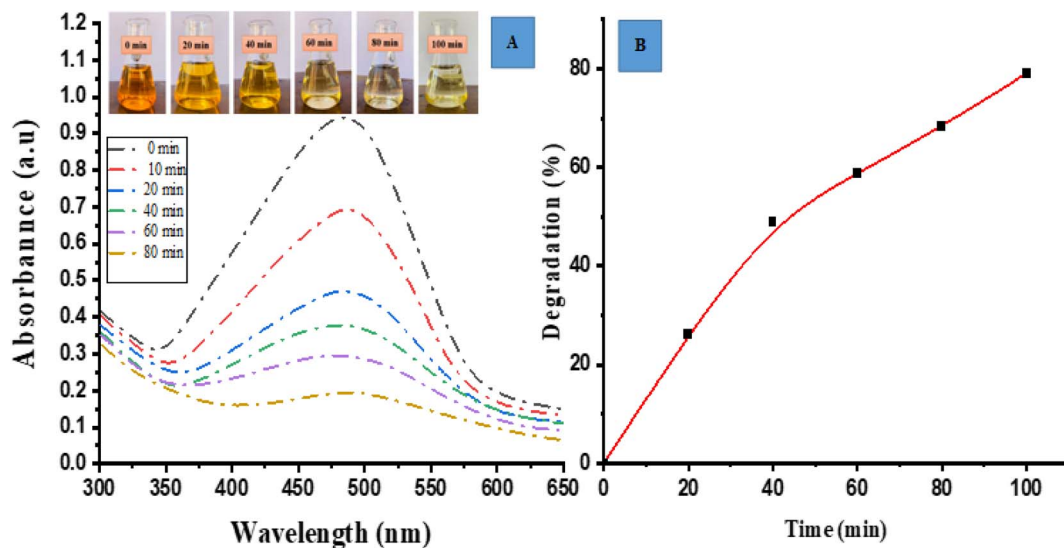 0 min 20 min 40 min 60 min 80 min 100 min
A
1.2
1.1
1.0
0.9
0.8
0.7
0.6
0.5
0.4
0.3
0.2
0.1
0.0
Absorbannce (a.u)
0 min
10 min
20 min
40 min
60 min
80 min
300 350 400 450 500 550 600 650
Wavelength (nm)
B
80
60
40
20
0
Degradation (%)
0 20 40 60 80 100
Time (min)